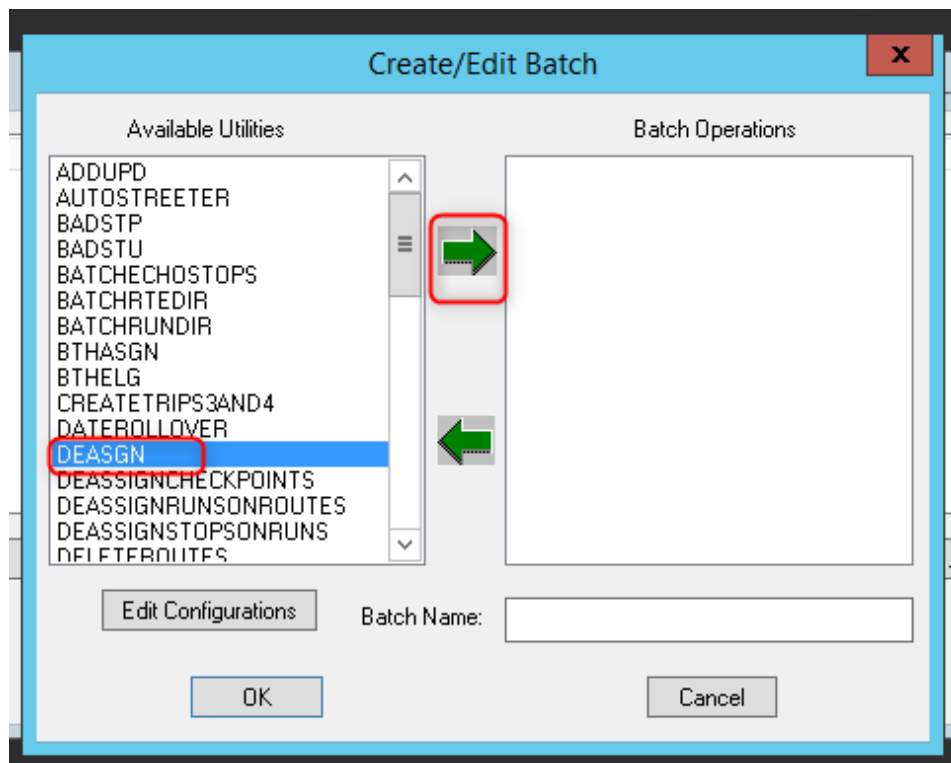 Create/Edit Batch
x
Available Utilities
Batch Operations
ADDUPD
AUTOSTREETER
BADSTP
BADSTU
BATCHECHOSTOPS
BATCHRTEDIR
BATCHRUNDIR
BTHASGN
BTHELG
CREATETRIPS3AND4
DATEROLLOVER
DEASGN
DEASSIGNCHECKPOINTS
DEASSIGNRUNSONROUTES
DEASSIGNSTOPSONRUNS
DELETEROUTES
Edit Configurations
Batch Name:
OK
Cancel